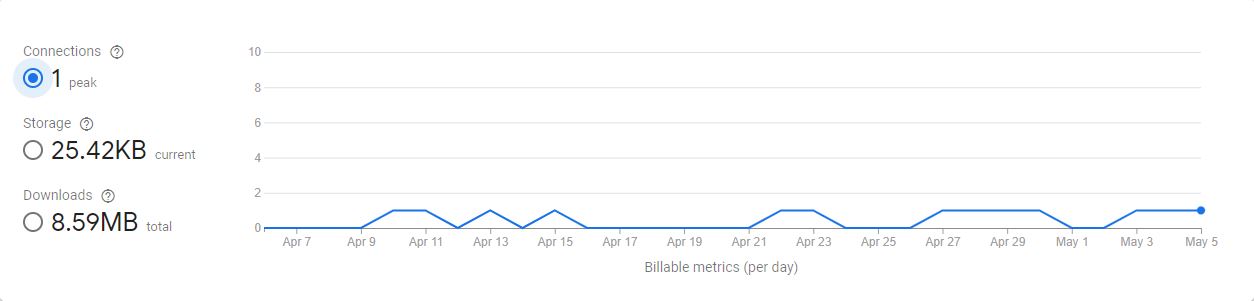 Connections
1 peak
Storage
25.42KB current
Downloads
8.59MB total
10
8
6
4
2
0
Apr 7 Apr 9 Apr 11 Apr 13 Apr 15 Apr 17 Apr 19 Apr 21 Apr 23 Apr 25 Apr 27 Apr 29 May 1 May 3 May 5
Billable metrics (per day)